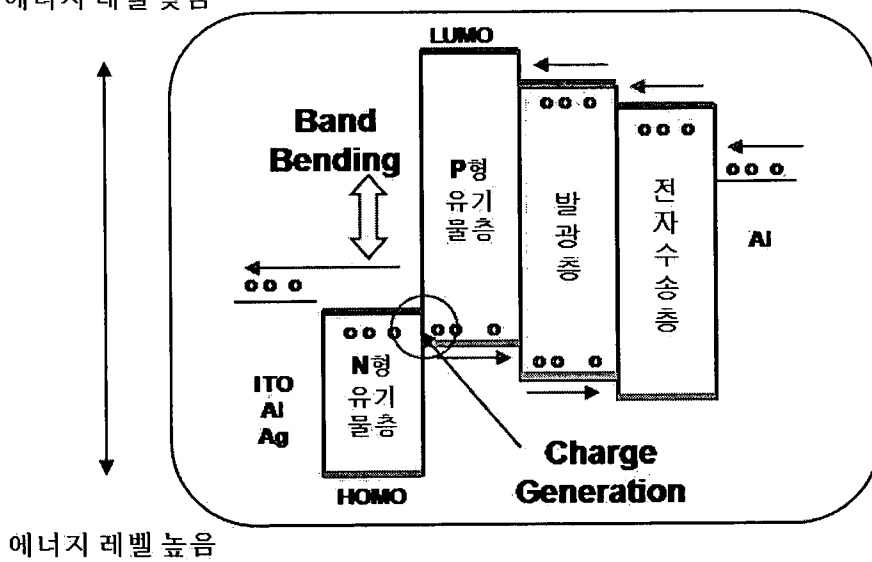 에너지 레벨 낮음
LUMO
Band
Bending
P형
유기
물층
발
광
층
전
자
수
송
층
Al
N형
유기
물층
ITO
Al
Ag
HOMO
Charge
Generation
에너지 레벨 높음